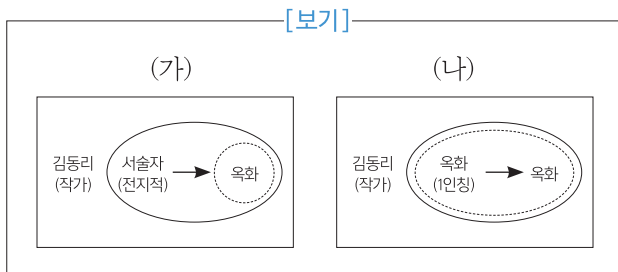 [보기]
(가)
(나)
김동리
(작가)
서술자
(전지적)
옥화
김동리
(작가)
옥화
(1인칭)
옥화